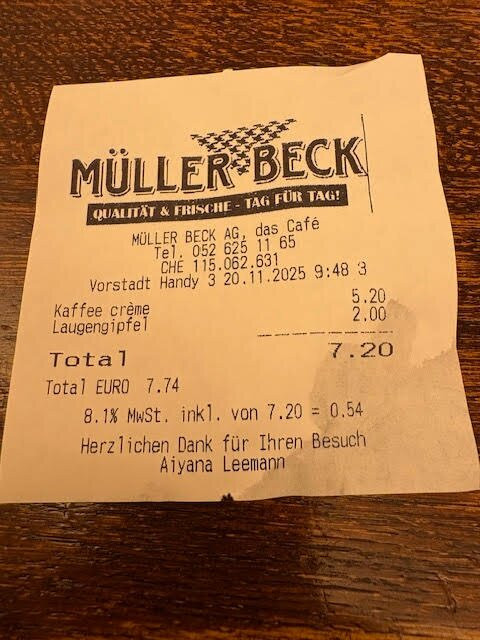 MÜLLER BECK
QUALITÄT & FRISCHE - TAG FÜR TAG!
MÜLLER BECK AG, das Café
Tel. 052 625 11 65
CHE 115.062.631
Vorstadt Handy 3 20.11.2025 9:48 3
Kaffee crème 5.20
Laugengipfel 2.00
Total 7.20
Total EURO 7.74
8.1% MwSt. inkl. von 7.20 = 0.54
Herzlichen Dank für Ihren Besuch
Aiyana Leemann